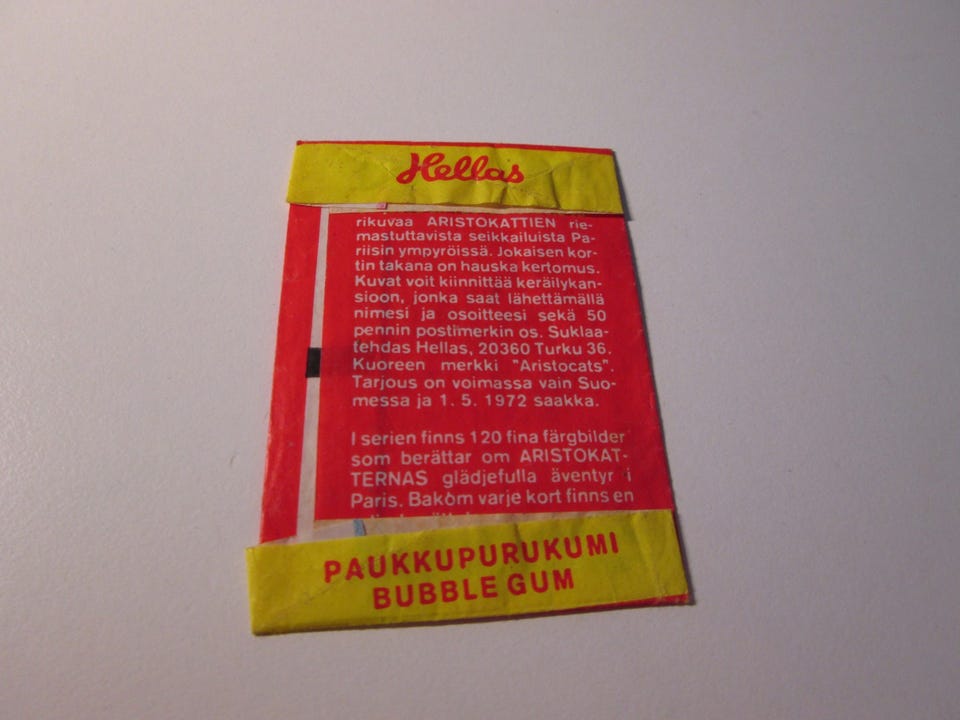 Hellas
rikuvaa ARISTOKATTIEN rie-
mastuttavista seikkailuista Pa-
riisin ympyröissä. Jokaisen kor-
tin takana on hauska kertomus.
Kuvat voit kiinnittää keräilykan-
sioon, jonka saat lähettämällä
nimesi ja osoitteesi sekä 50
pennin postimerkin os. Suklaa-
tehdas Hellas, 20360 Turku 36.
Kuoreen merkki "Aristocats".
Tarjous on voimassa vain Suo-
messa ja 1. 5. 1972 saakka.
I serien finns 120 fina färgbilder
som berättar om ARISTOKAT-
TERNAS glädjefulla äventyr i
Paris. Bakom varje kort finns en
PAUKKUPURUKUMI
BUBBLE GUM